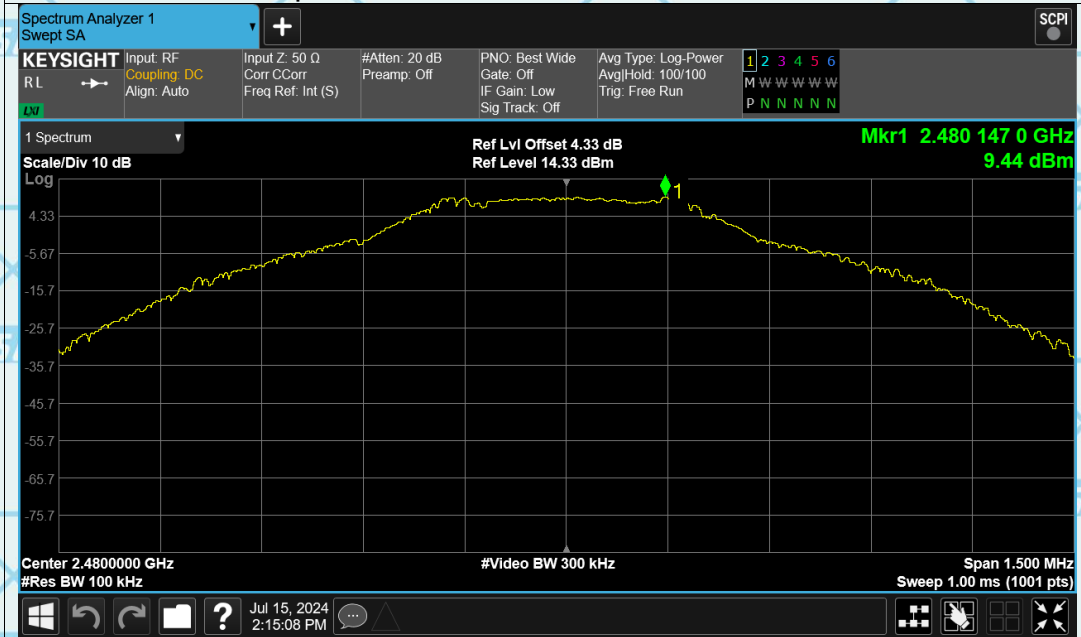 Spectrum Analyzer 1
Swept SA
+
SCPI
KEYSIGHT
R L
LXI
Input: RF
Coupling: DC
Align: Auto
Input Z: 50 Ω
Corr CCorr
Freq Ref: Int (S)
#Atten: 20 dB
Preamp: Off
PNO: Best Wide
Gate: Off
IF Gain: Low
Sig Track: Off
Avg Type: Log-Power
Avg|Hold: 100/100
Trig: Free Run
1 2 3 4 5 6
M W W W W W
P N N N N N
1 Spectrum
Scale/Div 10 dB
Log
Ref Lvl Offset 4.33 dB
Ref Level 14.33 dBm
Mkr1 2.480 147 0 GHz
9.44 dBm
1
4.33
-5.67
-15.7
-25.7
-35.7
-45.7
-55.7
-65.7
-75.7
Center 2.4800000 GHz
#Res BW 100 kHz
#Video BW 300 kHz
Span 1.500 MHz
Sweep 1.00 ms (1001 pts)
?
Jul 15, 2024
2:15:08 PM